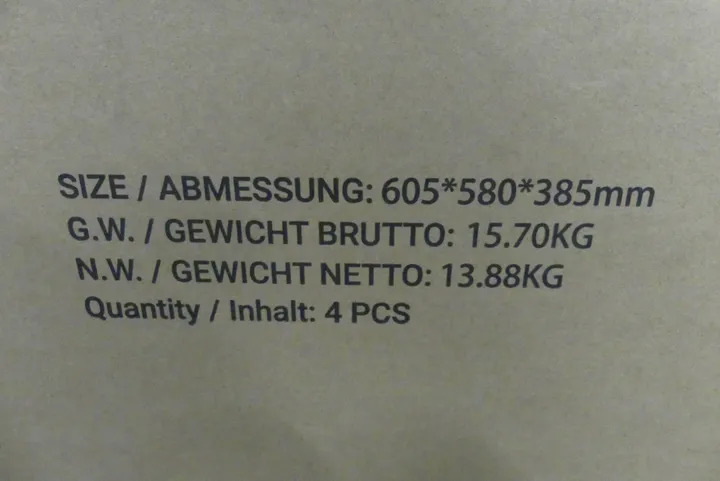 SIZE / ABMESSUNG: 605*580*385mm
G.W. / GEWICHT BRUTTO: 15.70KG
N.W. / GEWICHT NETTO: 13.88KG
Quantity / Inhalt: 4 PCS